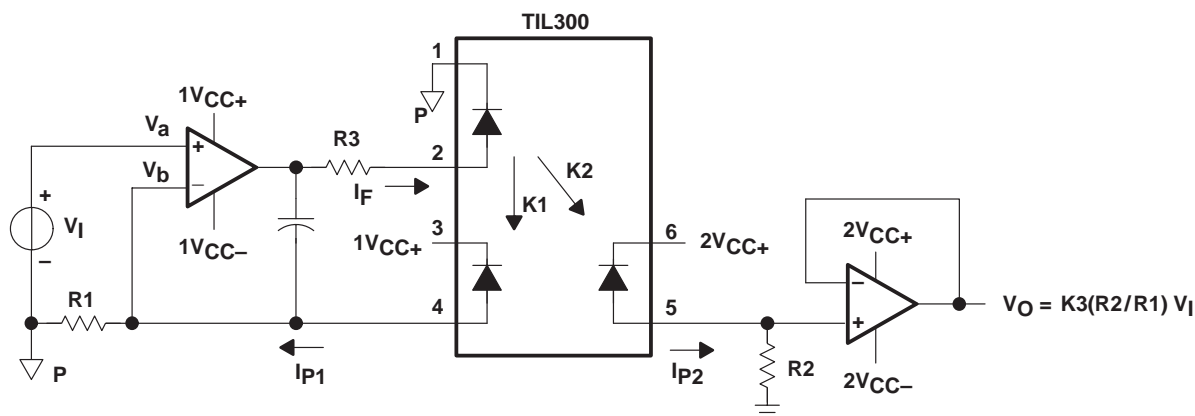 TIL300
1
P
1VCC+
Va
+
Vb
−
R3
2
IF
K1
K2
+
VI
−
1VCC−
3
1VCC+
6
2VCC+
2VCC+
−
+
VO = K3(R2/R1) VI
R1
4
5
P
IP1
IP2
R2
2VCC−